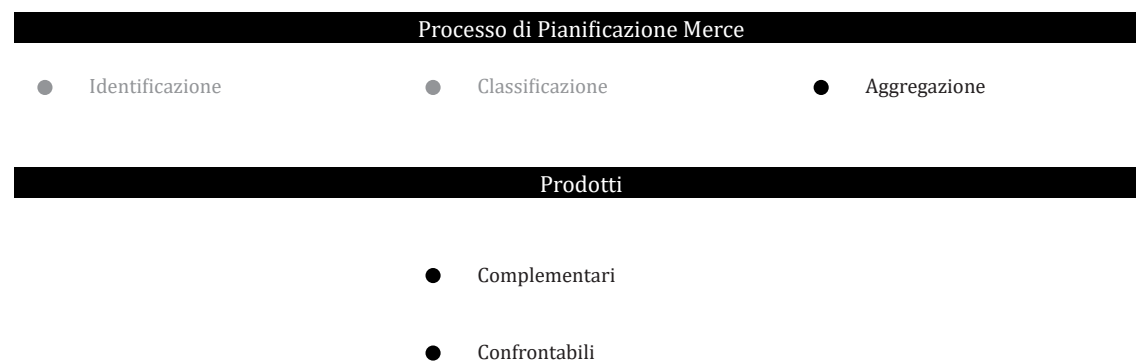 Processo di Pianificazione Merce
Identificazione
Classificazione
Aggregazione
Prodotti
Complementari
Confrontabili